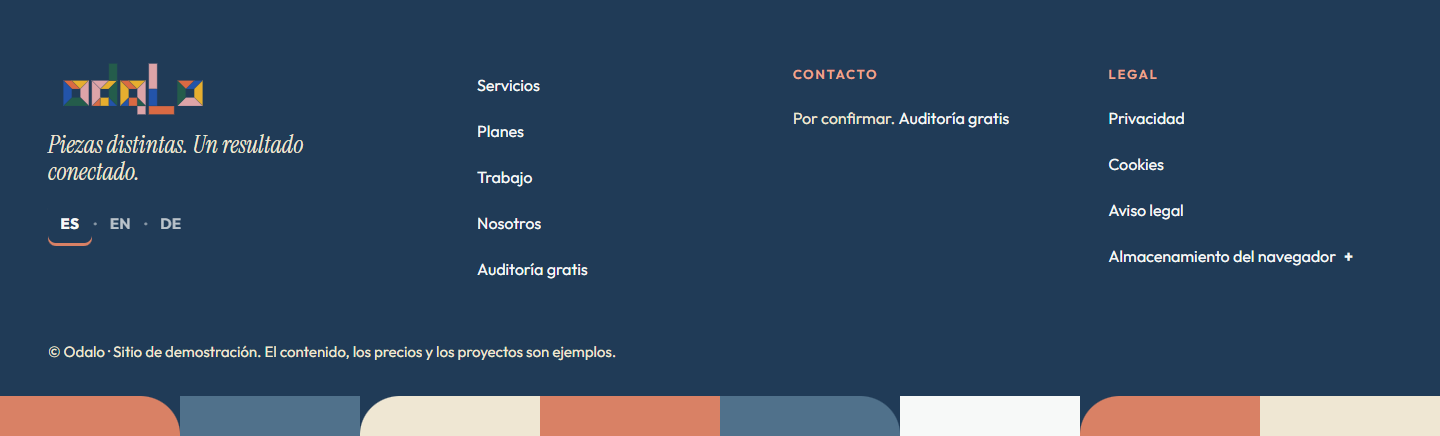 odalo
Piezas distintas. Un resultado
conectado.
ES · EN · DE
Servicios
Planes
Trabajo
Nosotros
Auditoría gratis
CONTACTO
Por confirmar. Auditoría gratis
LEGAL
Privacidad
Cookies
Aviso legal
Almacenamiento del navegador +
© Odalo · Sitio de demostración. El contenido, los precios y los proyectos son ejemplos.